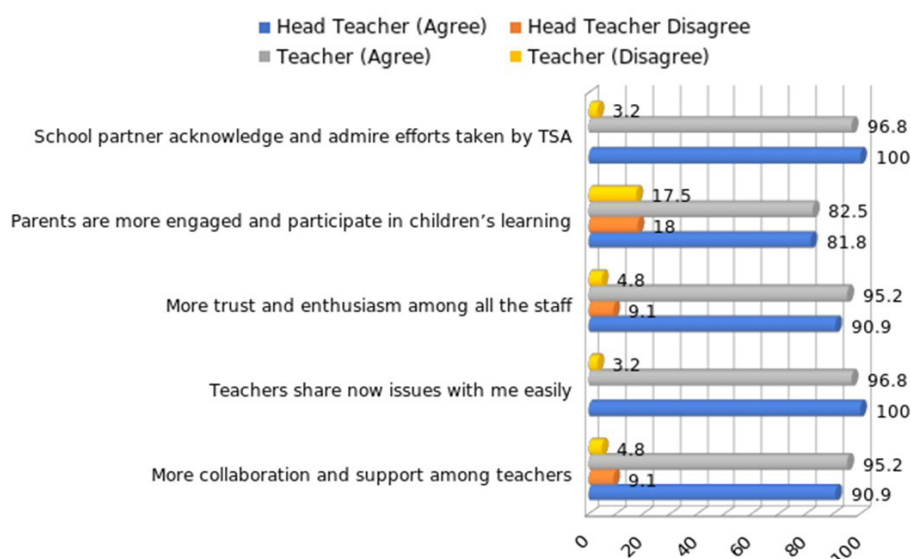 Head Teacher (Agree) Head Teacher Disagree
Teacher (Agree) Teacher (Disagree)
3.2
School partner acknowledge and admire efforts taken by TSA
96.8
100
17.5
82.5
Parents are more engaged and participate in children’s learning
18
81.8
4.8
95.2
More trust and enthusiasm among all the staff
9.1
90.9
3.2
96.8
Teachers share now issues with me easily
100
4.8
95.2
More collaboration and support among teachers
9.1
90.9
0 20 40 60 80 100